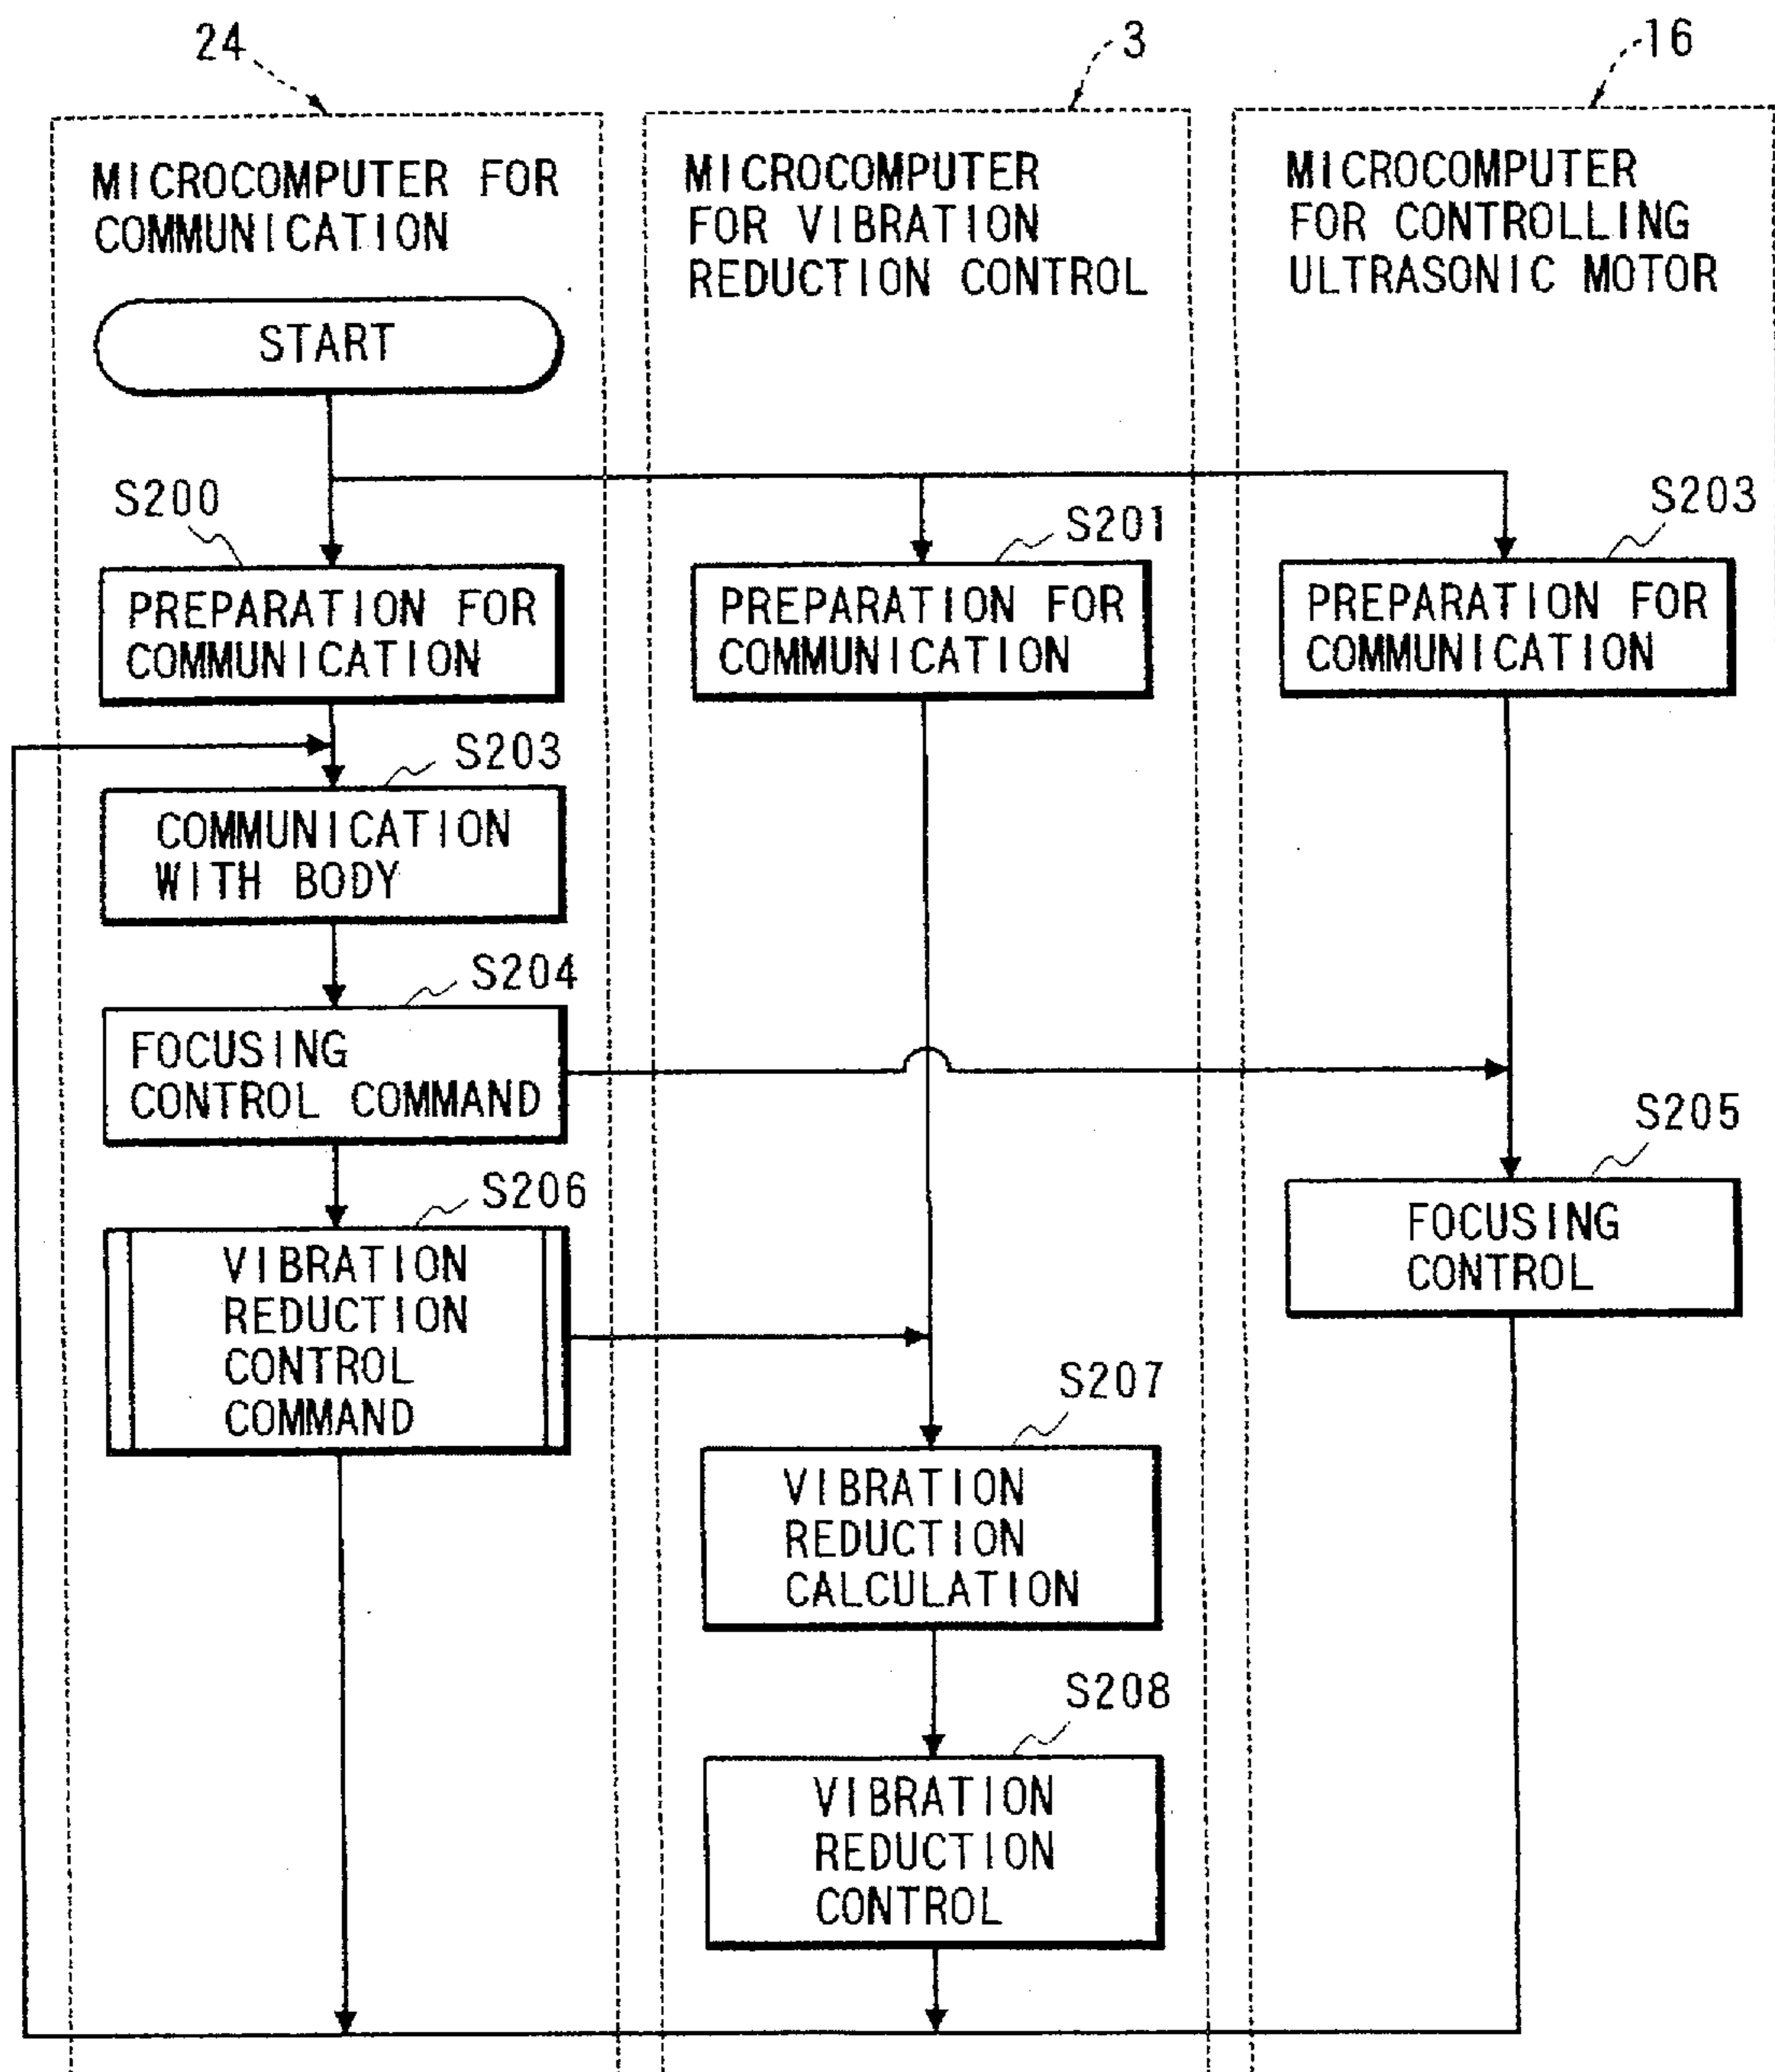 24
3
16
MICROCOMPUTER FOR
COMMUNICATION
MICROCOMPUTER
FOR VIBRATION
REDUCTION CONTROL
MICROCOMPUTER
FOR CONTROLLING
ULTRASONIC MOTOR
START
S200
S201
S203
PREPARATION FOR
COMMUNICATION
PREPARATION FOR
COMMUNICATION
PREPARATION FOR
COMMUNICATION
S203
COMMUNICATION
WITH BODY
S204
FOCUSING
CONTROL COMMAND
S205
FOCUSING
CONTROL
S206
VIBRATION
REDUCTION
CONTROL
COMMAND
S207
VIBRATION
REDUCTION
CALCULATION
S208
VIBRATION
REDUCTION
CONTROL